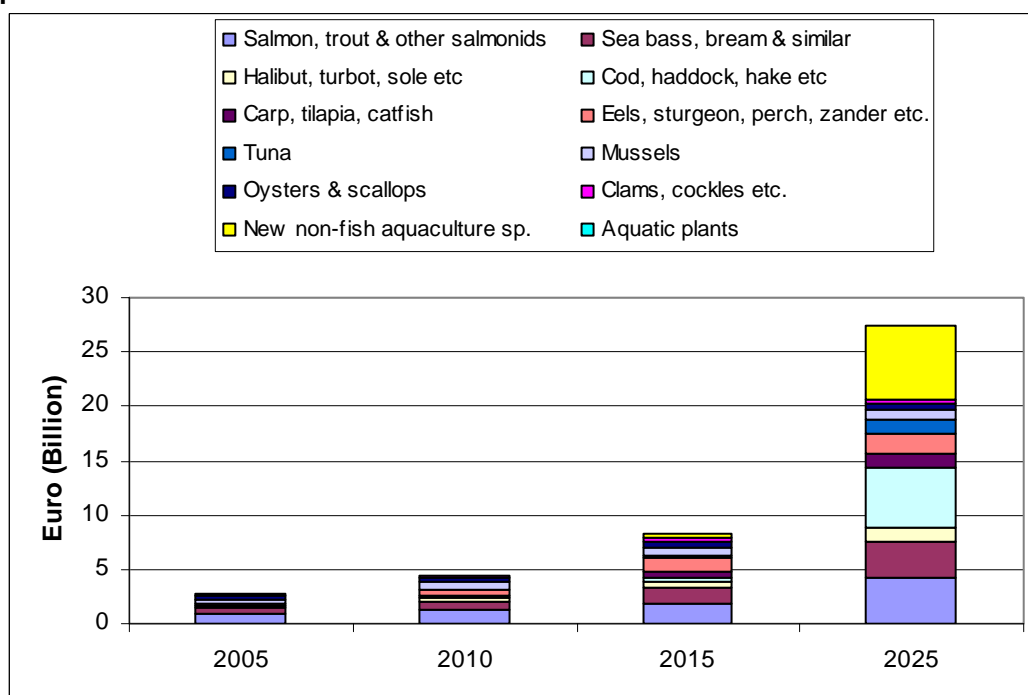 Salmon, trout & other salmonids
Sea bass, bream & similar
Halibut, turbot, sole etc
Cod, haddock, hake etc
Carp, tilapia, catfish
Eels, sturgeon, perch, zander etc.
Tuna
Mussels
Oysters & scallops
Clams, cockles etc.
New non-fish aquaculture sp.
Aquatic plants
Euro (Billion)
30
25
20
15
10
5
0
2005
2010
2015
2025